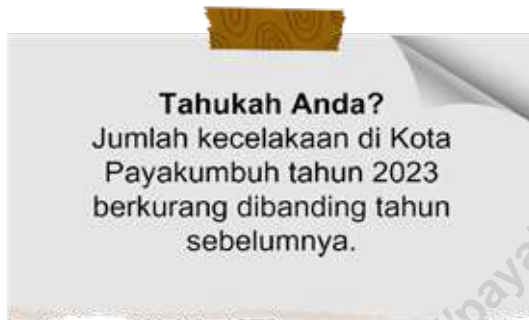 Tahukah Anda?
Jumlah kecelakaan di Kota
Payakumbuh tahun 2023
berkurang dibanding tahun
sebelumnya.